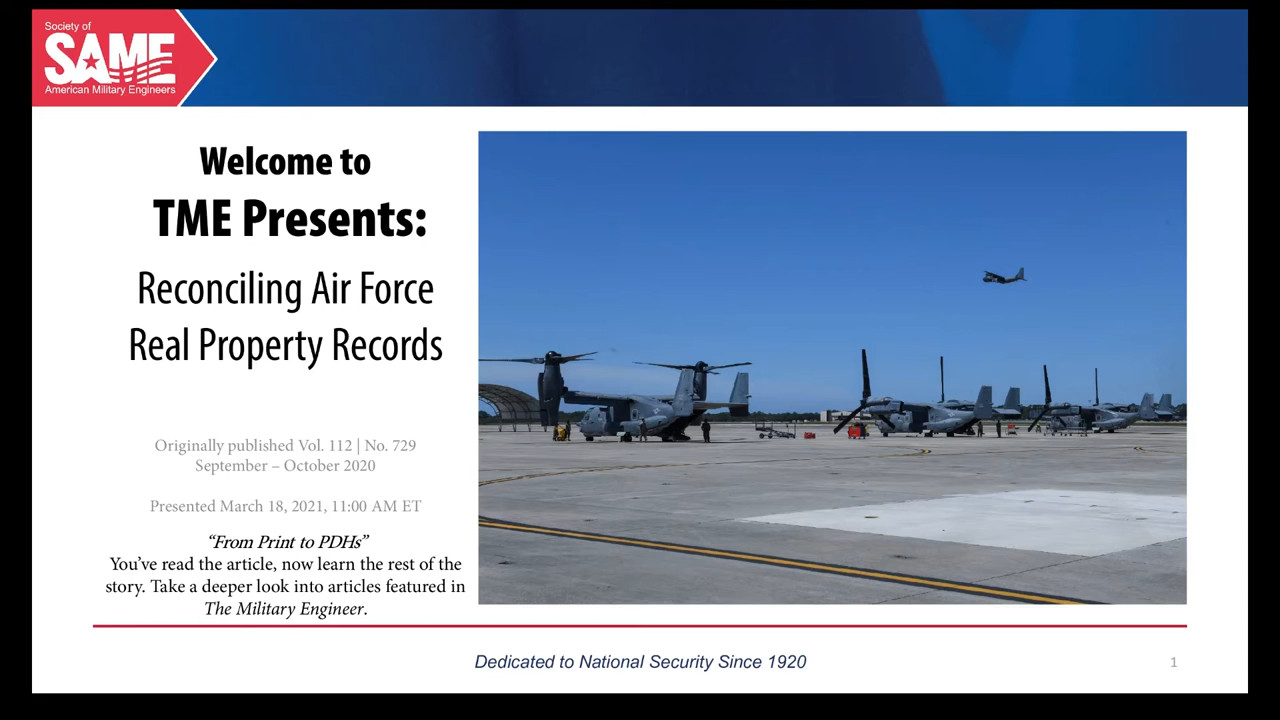 Society of
SAME
American Military Engineers
Welcome to
TME Presents:
Reconciling Air Force
Real Property Records
Originally published Vol. 112 | No. 729
September – October 2020
Presented March 18, 2021, 11:00 AM ET
“From Print to PDHs”
You’ve read the article, now learn the rest of the
story. Take a deeper look into articles featured in
The Military Engineer.
Dedicated to National Security Since 1920
1